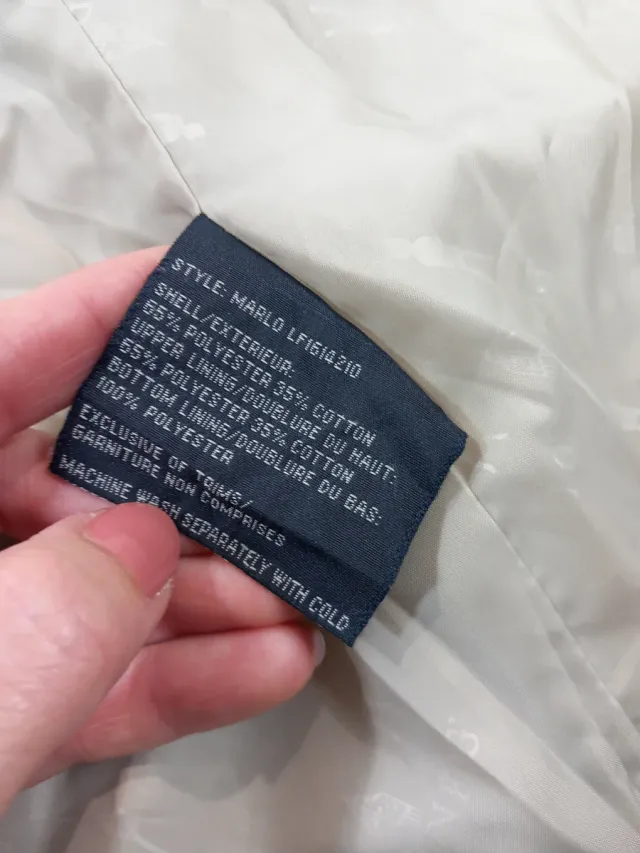 STYLE: MARLO LF1614210
SHELL/EXTERIEUR:
65% POLYESTER 35% COTTON
UPPER LINING/DOUBLURE DU HAUT:
65% POLYESTER 35% COTTON
BOTTOM LINING/DOUBLURE DU BAS:
100% POLYESTER
EXCLUSIVE OF TRIMS/
GARNITURE NON COMPRISES
MACHINE WASH SEPARATELY WITH COLD